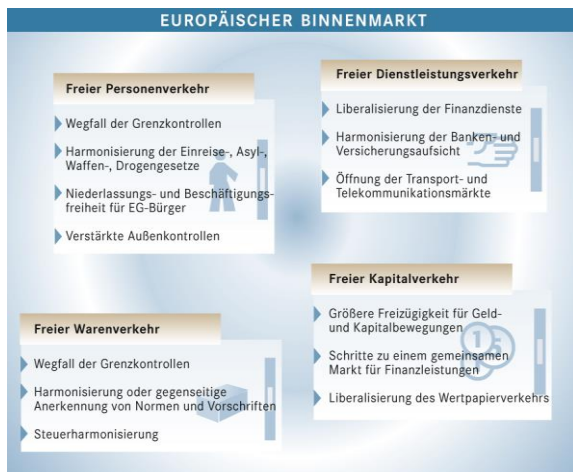 EUROPÄISCHER BINNENMARKT
Freier Personenverkehr
Wegfall der Grenzkontrollen
Harmonisierung der Einreise-, Asyl-,
Waffen-, Drogengesetze
Niederlassungs- und Beschäftigungs-
freiheit für EG-Bürger
Verstärkte Außenkontrollen
Freier Dienstleistungsverkehr
Liberalisierung der Finanzdienste
Harmonisierung der Banken- und
Versicherungsaufsicht
Öffnung der Transport- und
Telekommunikationsmärkte
Freier Warenverkehr
Wegfall der Grenzkontrollen
Harmonisierung oder gegenseitige
Anerkennung von Normen und Vorschriften
Steuerharmonisierung
Freier Kapitalverkehr
Größere Freizügigkeit für Geld-
und Kapitalbewegungen
Schritte zu einem gemeinsamen
Markt für Finanzleistungen
Liberalisierung des Wertpapierverkehrs